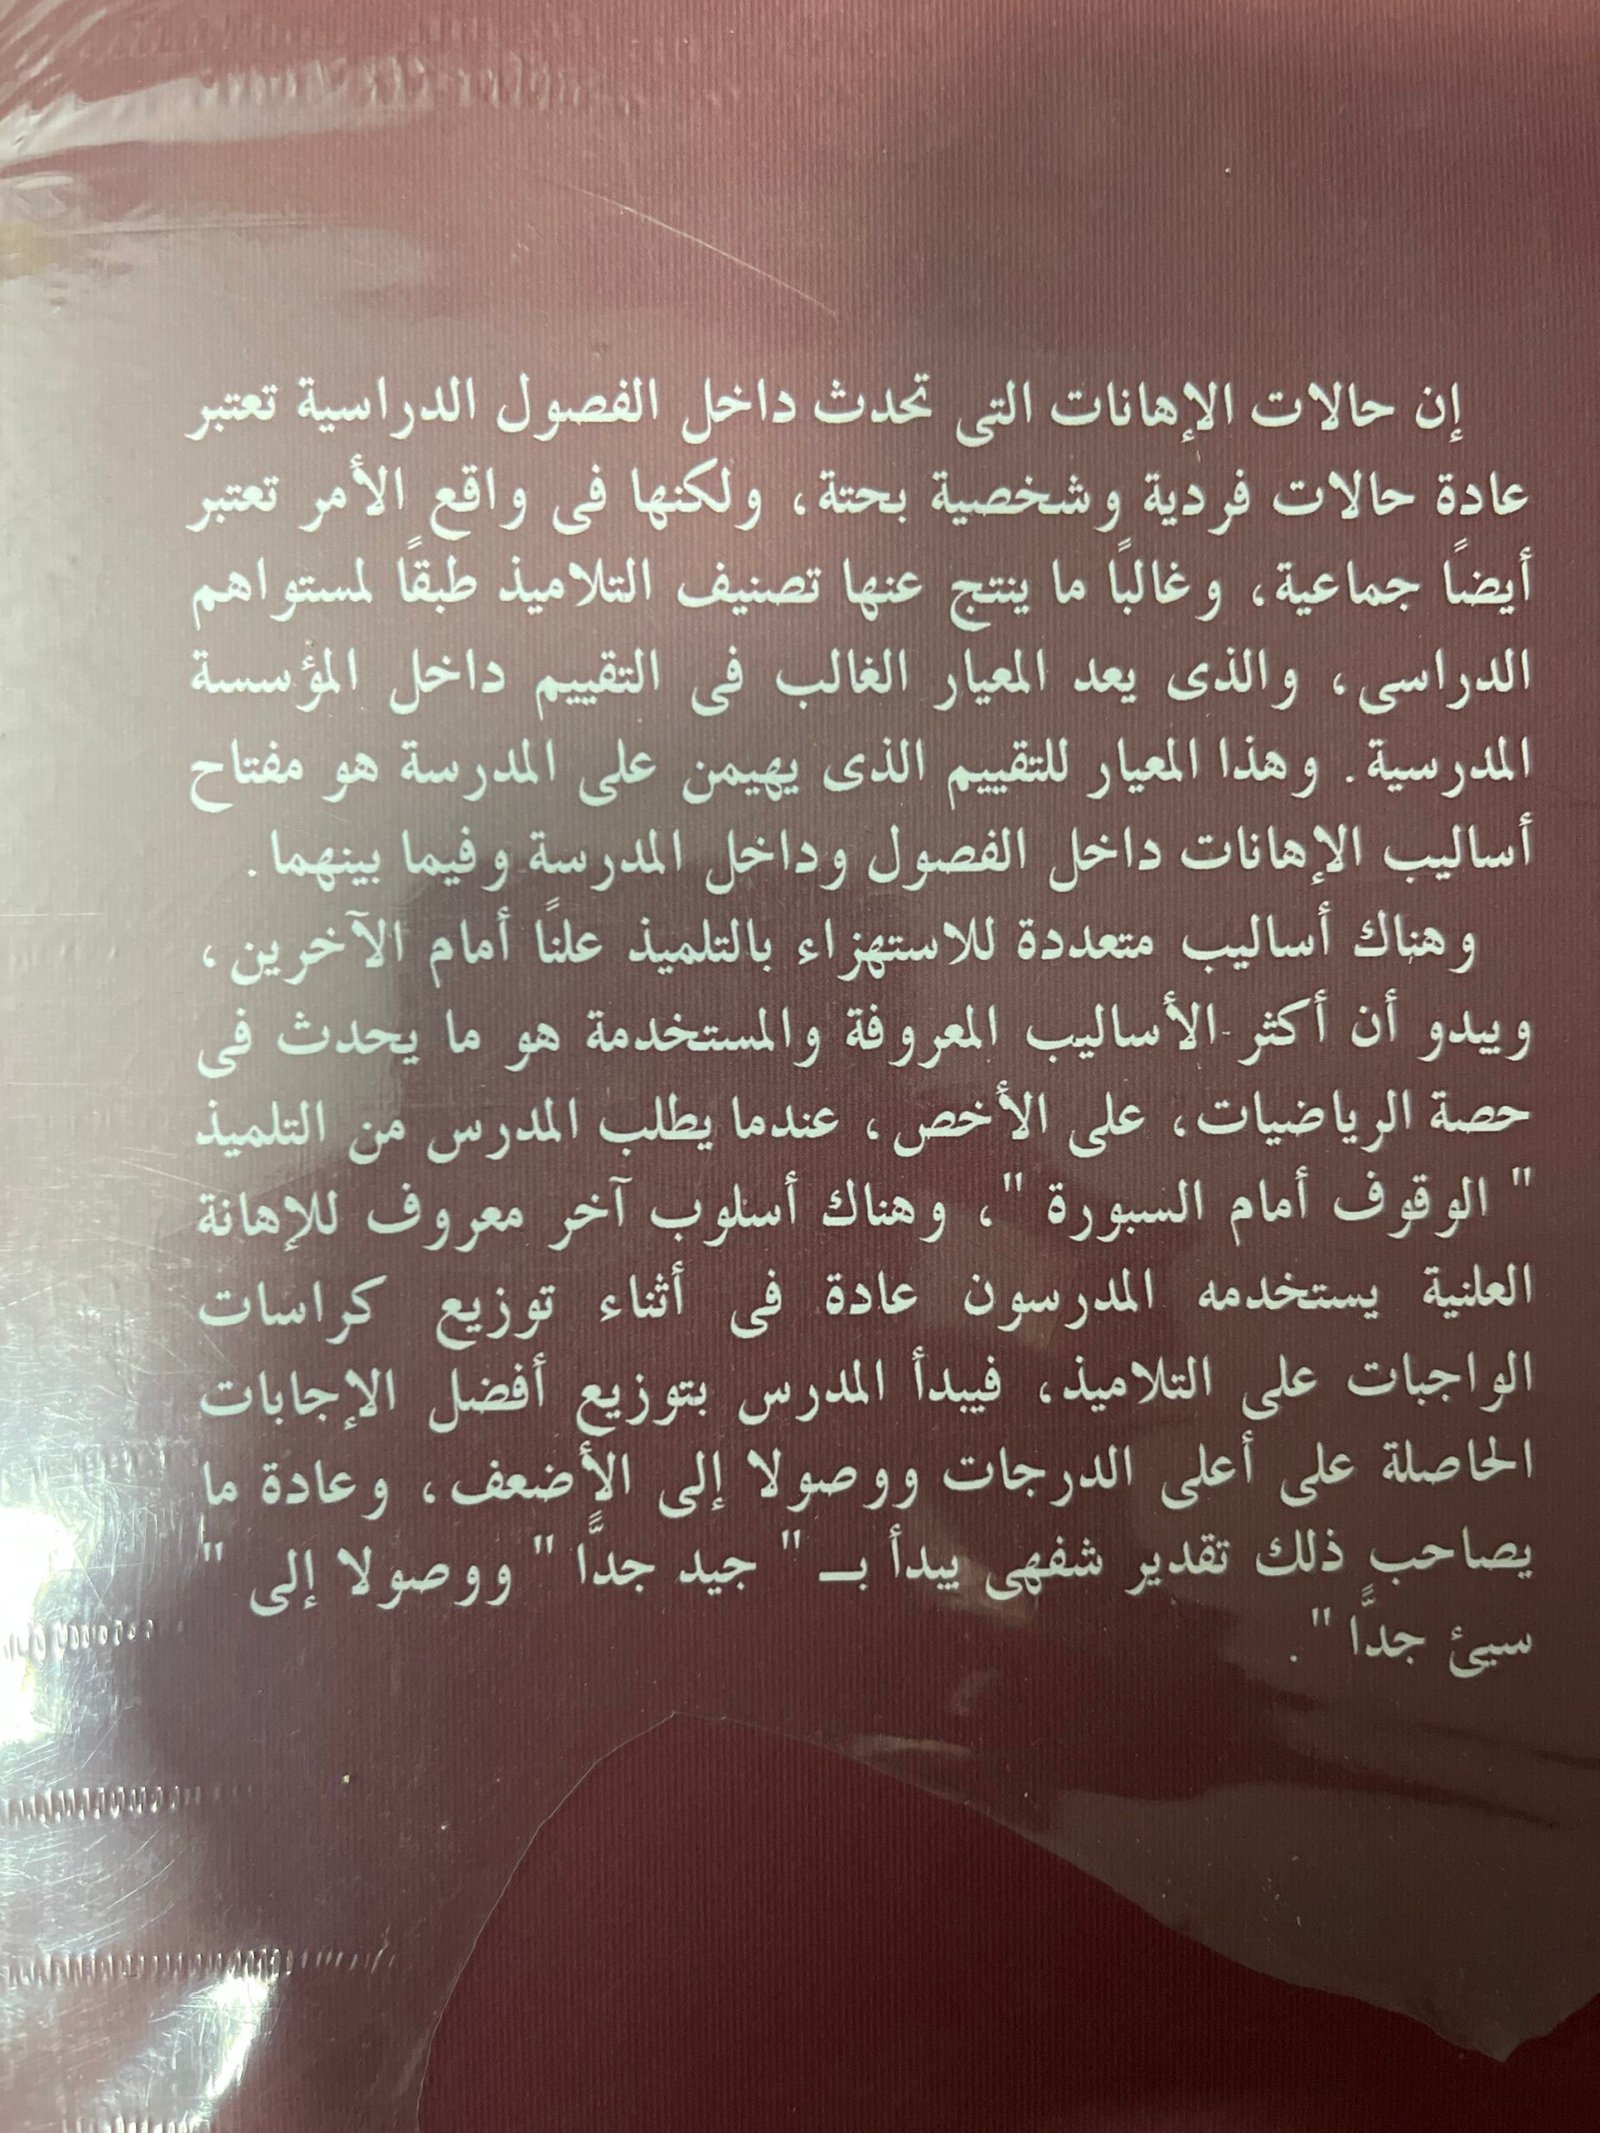 إن حالات الإهانات التى تحدث داخل الفصول الدراسية تعتبر
عادة حالات فردية وشخصية بحتة، ولكنها فى واقع الأمر تعتبر
أيضاً جماعية، وغالباً ما ينتج عنها تصنيف التلاميذ طبقاً لمستواهم
الدراسى، والذى يعد المعيار الغالب فى التقييم داخل المؤسسة
المدرسية. وهذا المعيار للتقييم الذى يهيمن على المدرسة هو مفتاح
أساليب الإهانات داخل الفصول وداخل المدرسة وفيما بينهما.
وهناك أساليب متعددة للاستهزاء بالتلميذ علنًا أمام الآخرين،
ويبدو أن أكثر الأساليب المعروفة والمستخدمة هو ما يحدث فى
حصة الرياضيات، على الأخص، عندما يطلب المدرس من التلميذ
" الوقوف أمام السبورة "، وهناك أسلوب آخر معروف للإهانة
العلنية يستخدمه المدرسون عادة فى أثناء توزيع كراسات
الواجبات على التلاميذ، فيبدأ المدرس بتوزيع أفضل الإجابات
الحاصلة على أعلى الدرجات ووصولا إلى الأضعف، وعادة ما
يصاحب ذلك تقدير شفهى يبدأ بـ " جيد جدًّا " ووصولا إلى "
سيئ جدًّا ".